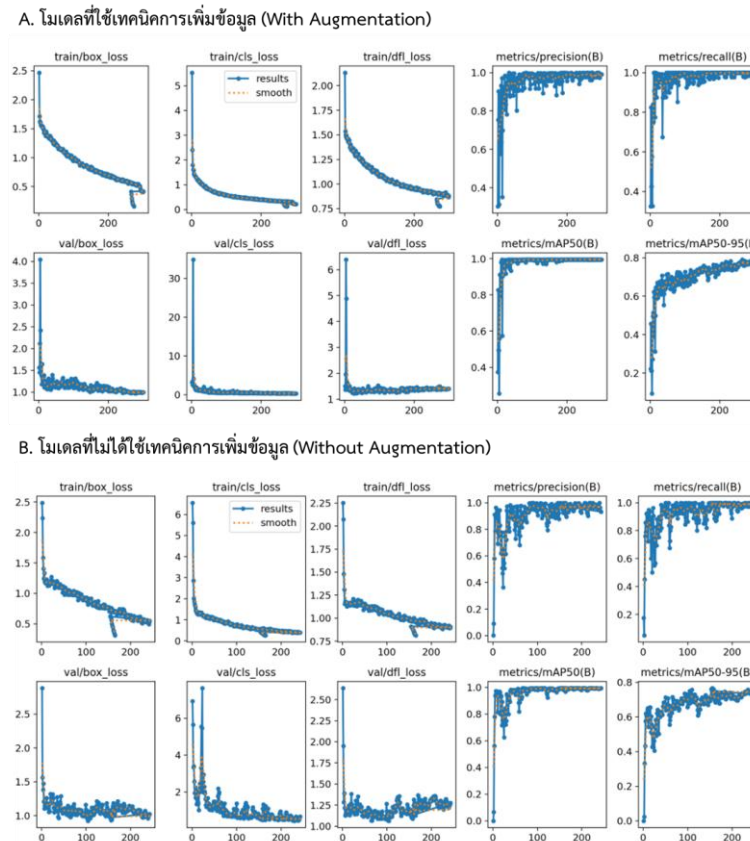 A. โมเดลที่ใช้เทคนิคการเพิ่มข้อมูล (With Augmentation)
train/box_loss train/cls_loss train/dfl_loss metrics/precision(B) metrics/recall(B)
2.5 2.0 1.5 1.0 0.5
5 4 3 2 1 0
results
smooth
2.00 1.75 1.50 1.25 1.00 0.75
1.0 0.8 0.6 0.4
1.0 0.8 0.6 0.4
0 100 200 0 100 200 0 100 200 0 200 0 200
val/box_loss val/cls_loss val/dfl_loss metrics/mAP50(B) metrics/mAP50-95(
4.0 3.5 3.0 2.5 2.0 1.5 1.0
30 20 10 0
6 5 4 3 2 1
1.0 0.8 0.6 0.4
0.8 0.6 0.4 0.2
0 100 200 0 100 200 0 100 200 0 200 0 200
B. โมเดลที่ไม่ได้ใช้เทคนิคการเพิ่มข้อมูล (Without Augmentation)
train/box_loss train/cls_loss train/dfl_loss metrics/precision(B) metrics/recall(B)
2.5 2.0 1.5 1.0 0.5
6 5 4 3 2 1 0
results
smooth
2.25 2.00 1.75 1.50 1.25 1.00 0.75
1.0 0.8 0.6 0.4 0.2 0.0
1.0 0.8 0.6 0.4 0.2
0 100 200 0 100 200 0 100 200 0 100 200 0 100 200
val/box_loss val/cls_loss val/dfl_loss metrics/mAP50(B) metrics/mAP50-95(B
3.0 2.5 2.0 1.5 1.0
6 4 2
2.50 2.25 2.00 1.75 1.50 1.25 1.00
1.0 0.8 0.6 0.4 0.2 0.0
0.8 0.6 0.4 0.2 0.0
0 100 200 0 100 200 0 100 200 0 100 200 0 100 200